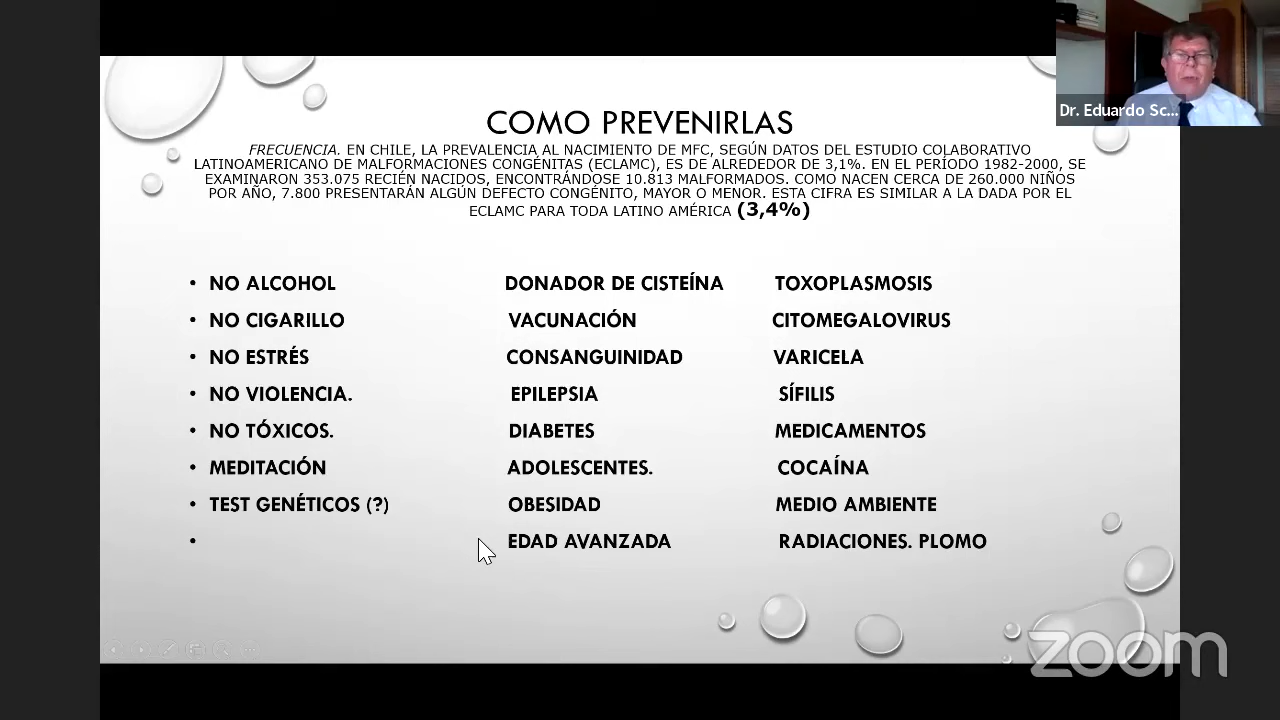 COMO PREVENIRLAS
FRECUENCIA. EN CHILE, LA PREVALENCIA AL NACIMIENTO DE MFC, SEGÚN DATOS DEL ESTUDIO COLABORATIVO
LATINOAMERICANO DE MALFORMACIONES CONGÉNITAS (ECLAMC), ES DE ALREDEDOR DE 3,1%. EN EL PERÍODO 1982-2000, SE
EXAMINARON 353.075 RECIÉN NACIDOS, ENCONTRÁNDOSE 10.813 MALFORMADOS. COMO NACEN CERCA DE 260.000 NIÑOS
POR AÑO, 7.800 PRESENTARÁN ALGÚN DEFECTO CONGÉNITO, MAYOR O MENOR. ESTA CIFRA ES SIMILAR A LA DADA POR EL
ECLAMC PARA TODA LATINO AMÉRICA (3,4%)
• NO ALCOHOL DONADOR DE CISTEÍNA TOXOPLASMOSIS
• NO CIGARILLO VACUNACIÓN CITOMEGALOVIRUS
• NO ESTRÉS CONSANGUINIDAD VARICELA
• NO VIOLENCIA. EPILEPSIA SÍFILIS
• NO TÓXICOS. DIABETES MEDICAMENTOS
• MEDITACIÓN ADOLESCENTES. COCAÍNA
• TEST GENÉTICOS (?) OBESIDAD MEDIO AMBIENTE
• EDAD AVANZADA RADIACIONES. PLOMO
Dr. Eduardo Sc...
zoom